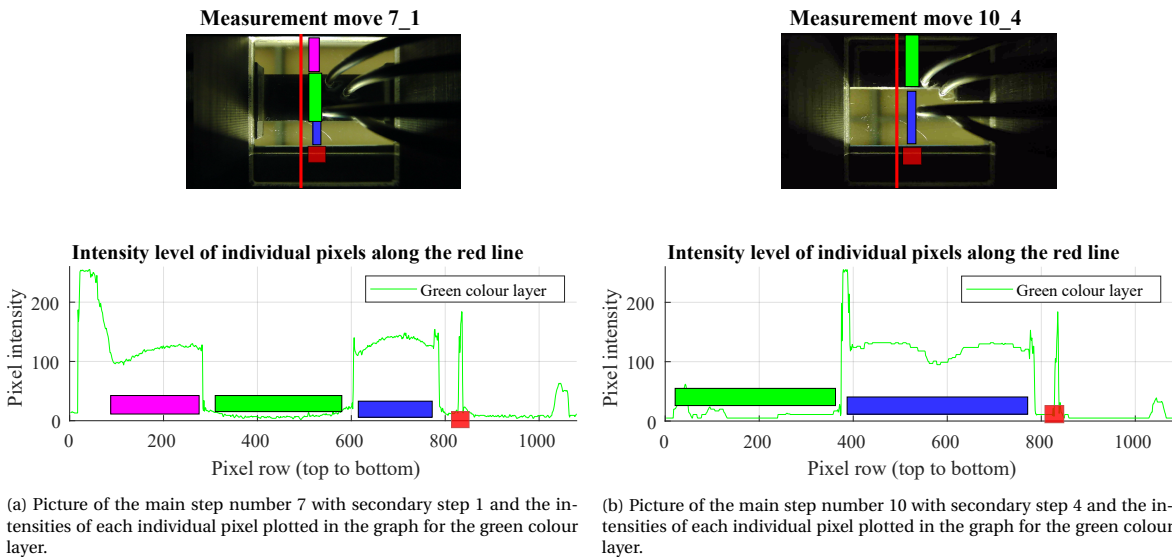 Measurement move 7_1
Intensity level of individual pixels along the red line
Pixel intensity
200
100
0
Green colour layer
0 200 400 600 800 1000
Pixel row (top to bottom)
(a) Picture of the main step number 7 with secondary step 1 and the in-
tensities of each individual pixel plotted in the graph for the green colour
layer.
Measurement move 10_4
Intensity level of individual pixels along the red line
Pixel intensity
200
100
0
Green colour layer
0 200 400 600 800 1000
Pixel row (top to bottom)
(b) Picture of the main step number 10 with secondary step 4 and the in-
tensities of each individual pixel plotted in the graph for the green colour
layer.